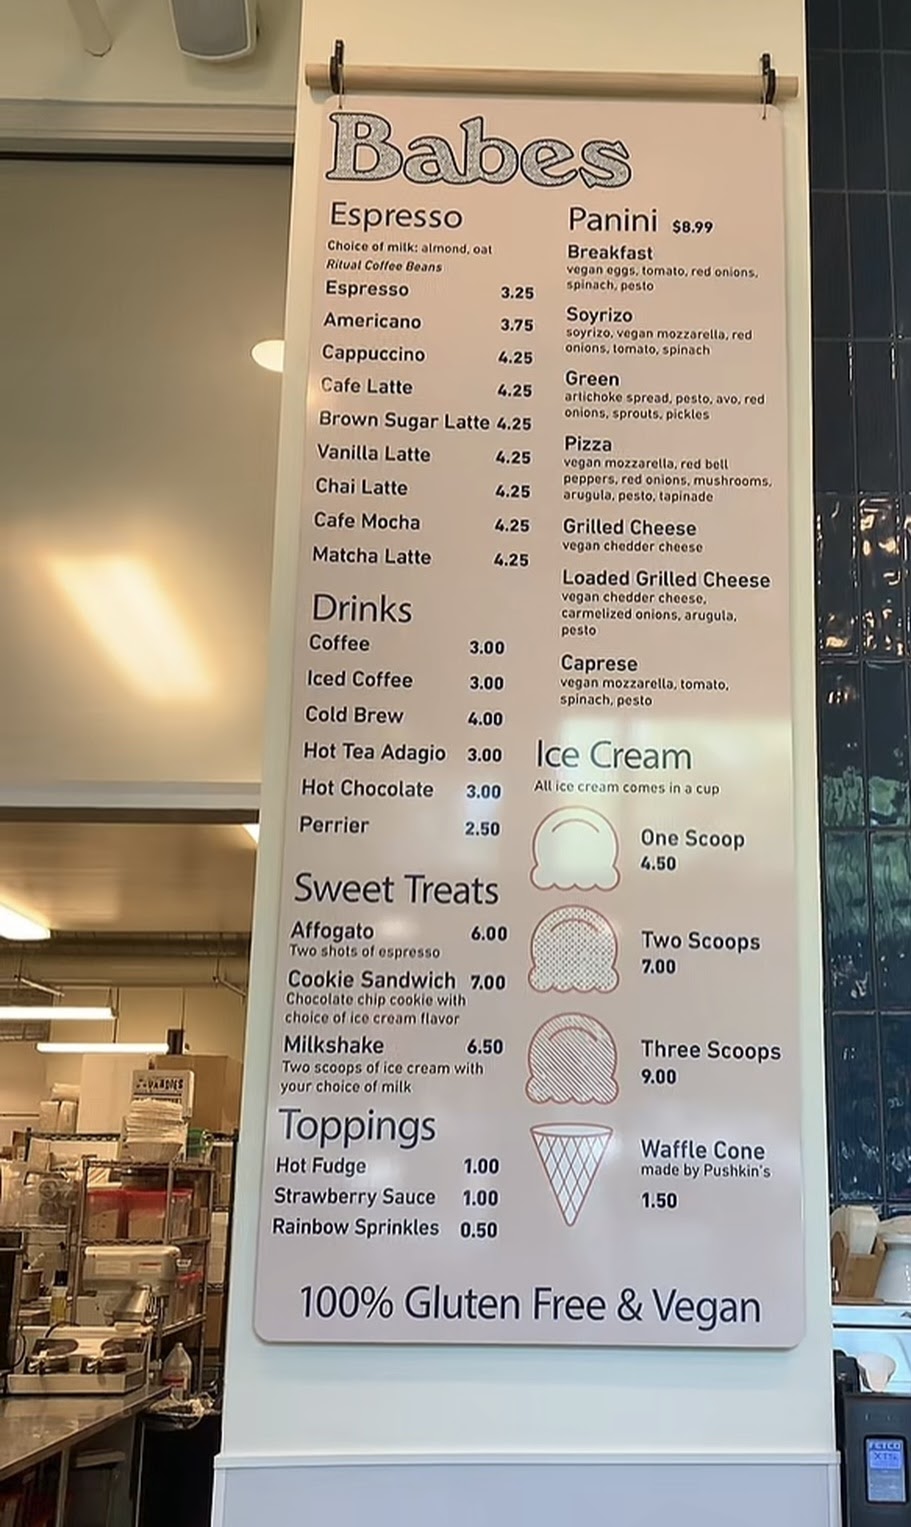 Babes
Espresso
Choice of milk: almond, oat
Ritual Coffee Beans
Espresso 3.25
Americano 3.75
Cappuccino 4.25
Cafe Latte 4.25
Brown Sugar Latte 4.25
Vanilla Latte 4.25
Chai Latte 4.25
Cafe Mocha 4.25
Matcha Latte 4.25
Drinks
Coffee 3.00
Iced Coffee 3.00
Cold Brew 4.00
Hot Tea Adagio 3.00
Hot Chocolate 3.00
Perrier 2.50
Sweet Treats
Affogato 6.00
Two shots of espresso
Cookie Sandwich 7.00
Chocolate chip cookie with
choice of ice cream flavor
Milkshake 6.50
Two scoops of ice cream with
your choice of milk
Toppings
Hot Fudge 1.00
Strawberry Sauce 1.00
Rainbow Sprinkles 0.50
Panini $8.99
Breakfast
vegan eggs, tomato, red onions,
spinach, pesto
Soyrizo
soyrizo, vegan mozzarella, red
onions, tomato, spinach
Green
artichoke spread, pesto, avo, red
onions, sprouts, pickles
Pizza
vegan mozzarella, red bell
peppers, red onions, mushrooms,
arugula, pesto, tapinade
Grilled Cheese
vegan chedder cheese
Loaded Grilled Cheese
vegan chedder cheese,
carmelized onions, arugula,
pesto
Caprese
vegan mozzarella, tomato,
spinach, pesto
Ice Cream
All ice cream comes in a cup
One Scoop
4.50
Two Scoops
7.00
Three Scoops
9.00
Waffle Cone
made by Pushkin's
1.50
100% Gluten Free & Vegan
FETCO